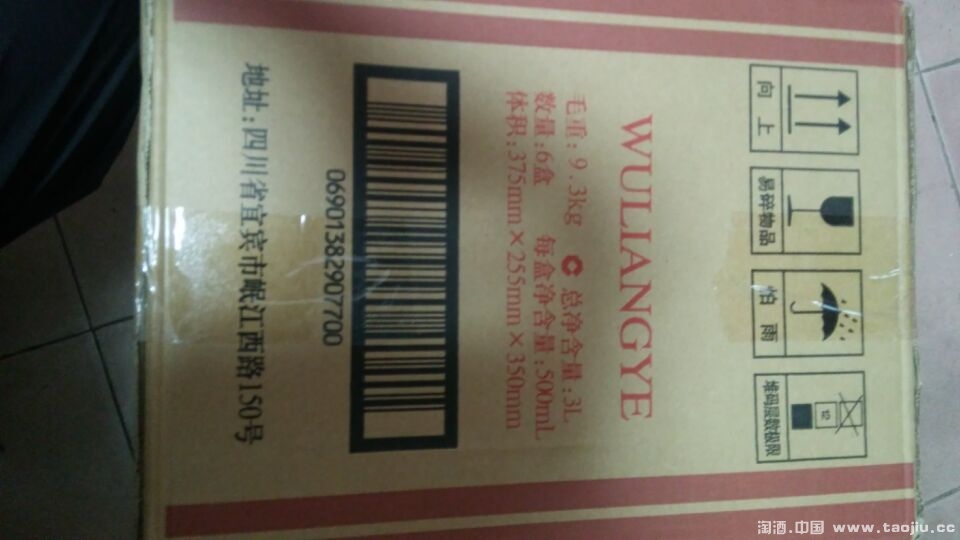 向上
易碎物品
怕雨
堆码层数极限
12
WULIANGYE
毛重:9.3kg 总净含量:3L
数量:6盒 每盒净含量:500mL
体积:375mm×255mm×350mm
06901382907700
地址:四川省宜宾市岷江西路150号
淘酒.中国 www.taojiu.cc